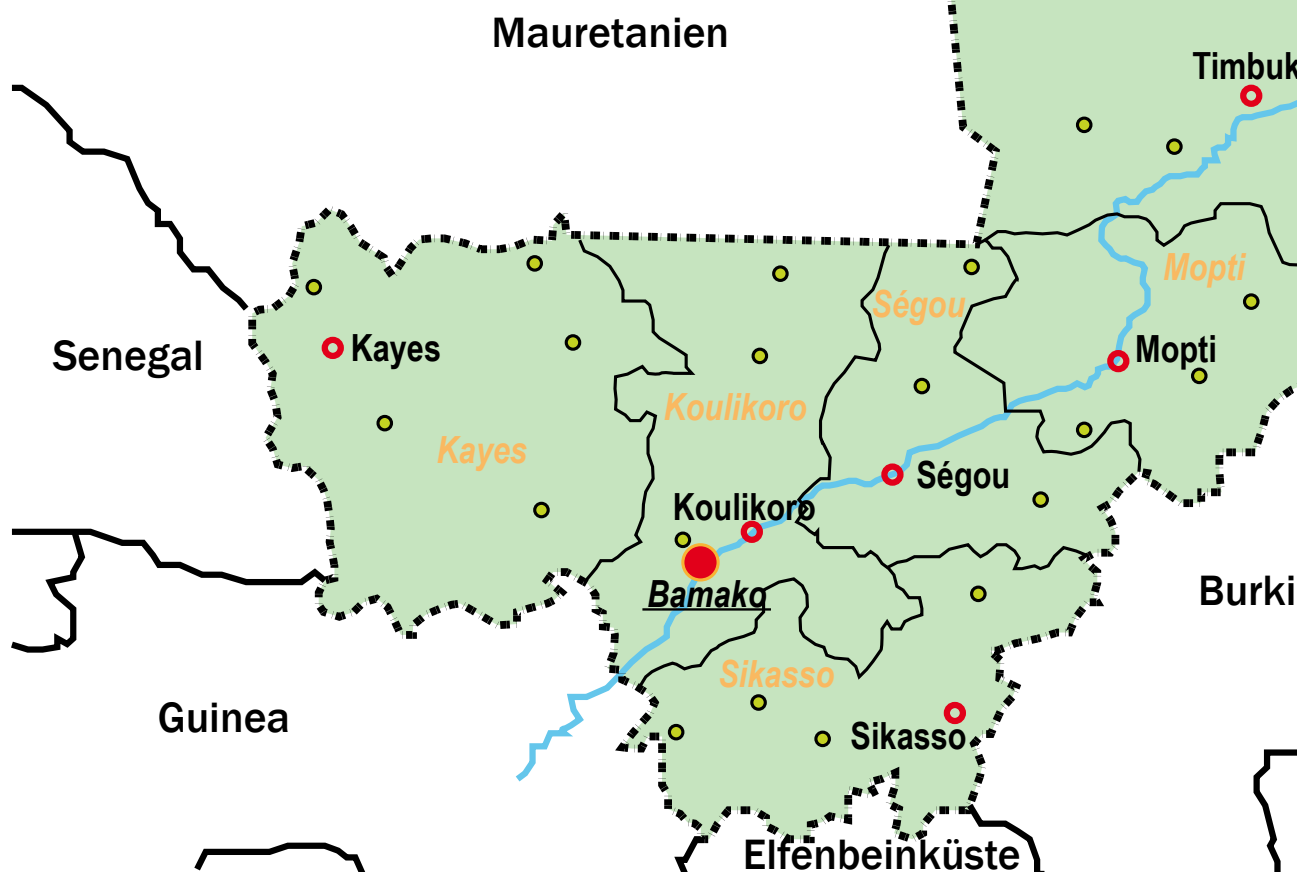 Mauretanien
Timbuk
Mopti
Ségou
Senegal
Kayes
Mopti
Koulikoro
Kayes
Ségou
Koulikoro
Bamako
Burki
Sikasso
Guinea
Sikasso
Elfenbeinküste